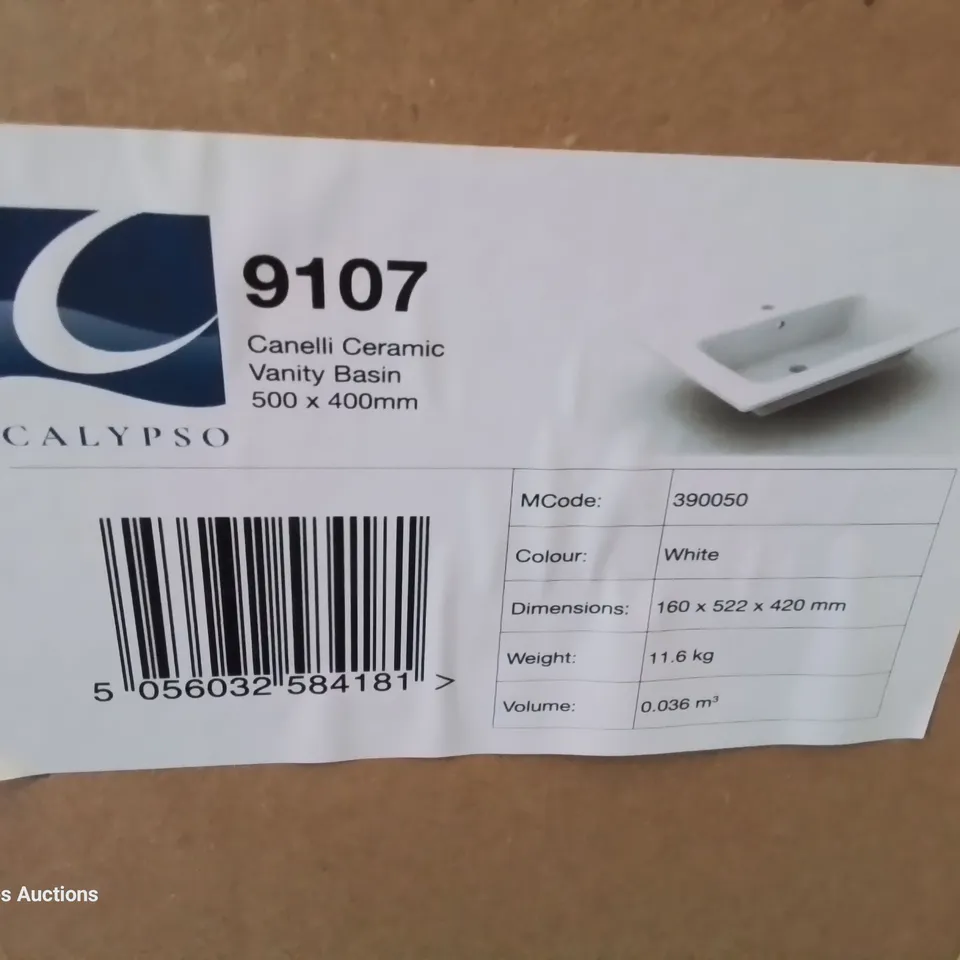 9107
Canelli Ceramic
Vanity Basin
500 x 400mm
CALYPSO
MCode: 390050
Colour: White
Dimensions: 160 x 522 x 420 mm
Weight: 11.6 kg
Volume: 0.036 m³
5 056032 584181 >
s Auctions